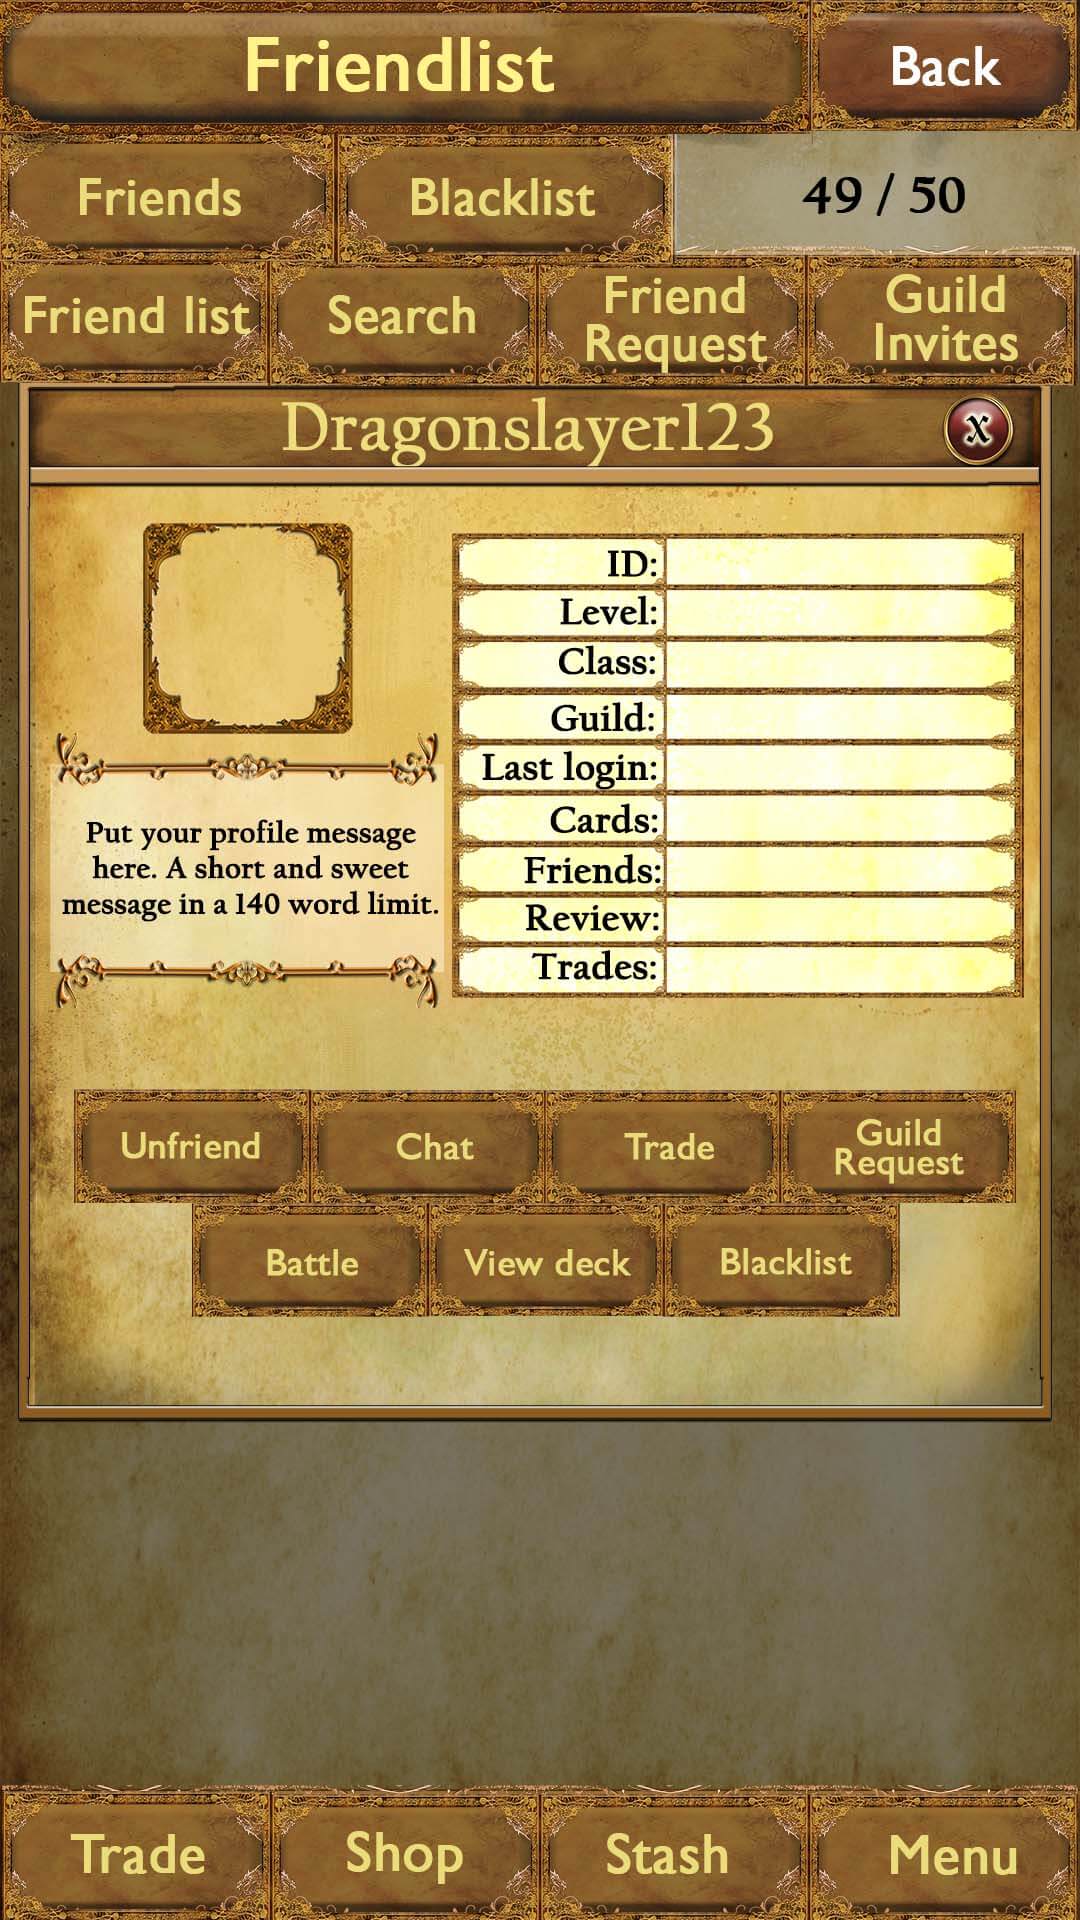 Friendlist
Back
Friends
Blacklist
49 / 50
Friend list
Search
Friend
Request
Guild
Invites
Dragonslayer123
X
ID:
Level:
Class:
Guild:
Last login:
Cards:
Friends:
Review:
Trades:
Put your profile message
here. A short and sweet
message in a 140 word limit.
Unfriend
Chat
Trade
Guild
Request
Battle
View deck
Blacklist
Trade
Shop
Stash
Menu